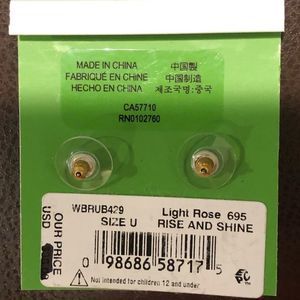 MADE IN CHINA
FABRIQUÉ EN CHINE
HECHO EN CHINA
中国製
中国制造
제조국명:중국
CA57710
RN0102760
WBRUB429
Light Rose 695
SIZE U
RISE AND SHINE
OUR PRICE
USD
0 98686 58717 5
Not intended for children 12 and under.